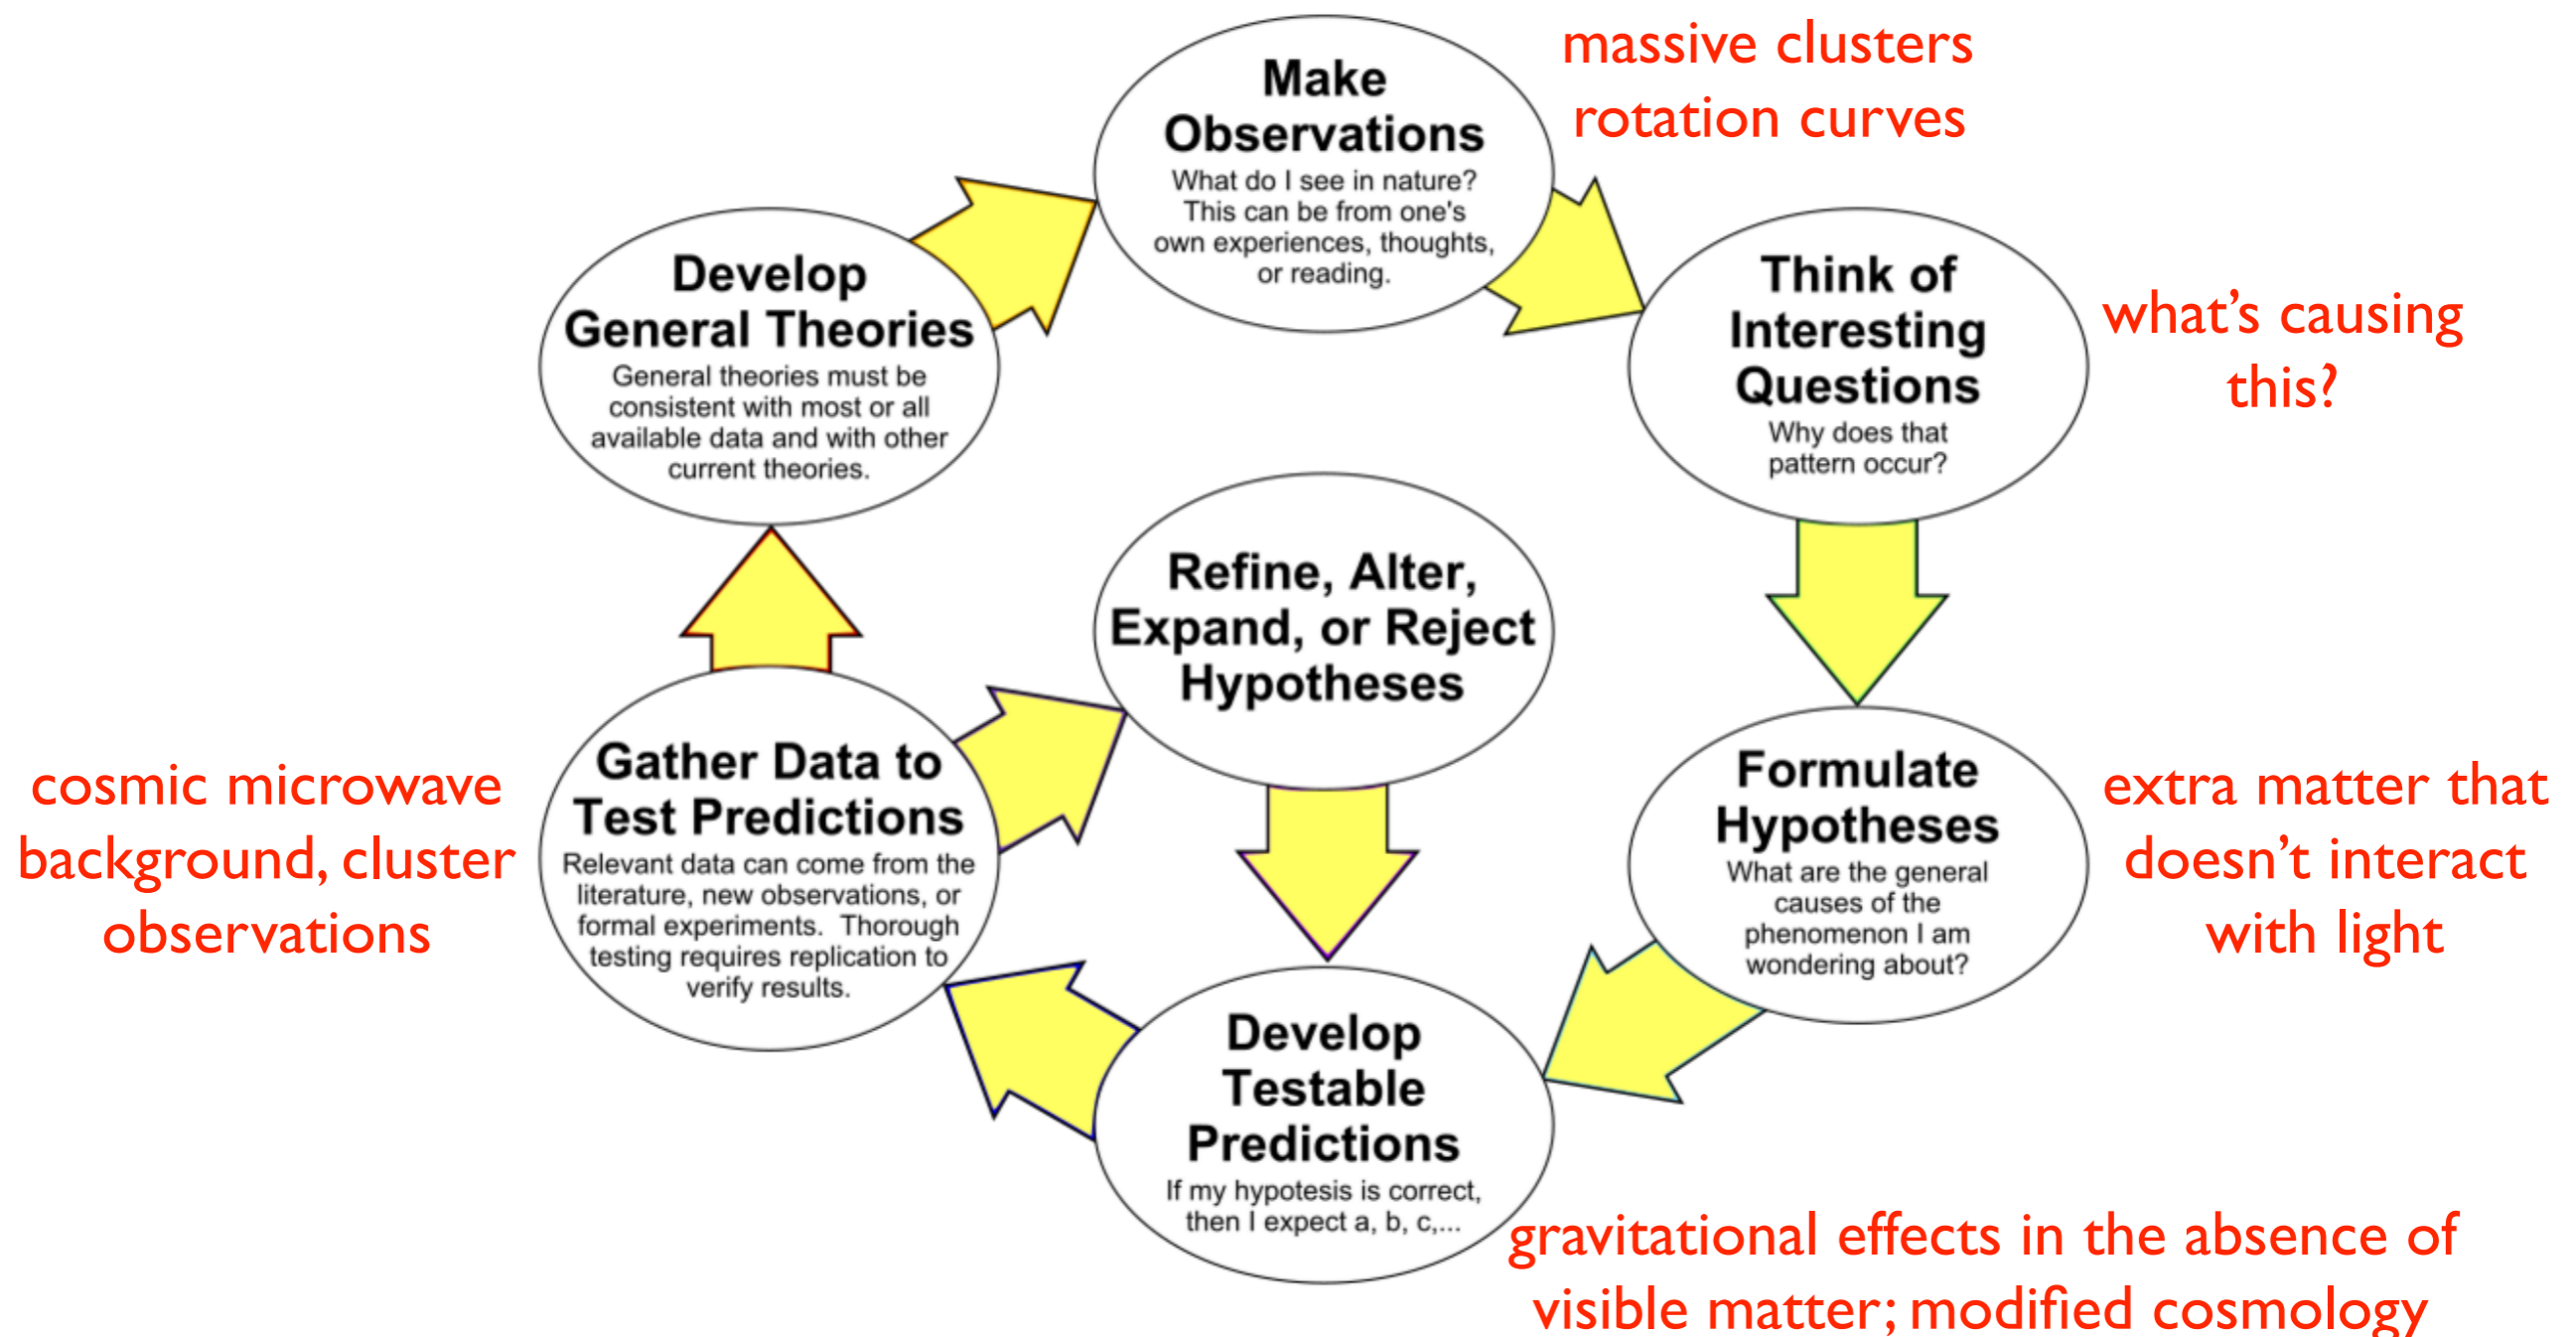 massive clusters
rotation curves
Make
Observations
What do I see in nature?
This can be from one's
own experiences, thoughts,
or reading.
Think of
Interesting
Questions
Why does that
pattern occur?
what’s causing
this?
Formulate
Hypotheses
What are the general
causes of the
phenomenon I am
wondering about?
extra matter that
doesn’t interact
with light
Develop
Testable
Predictions
If my hypotesis is correct,
then I expect a, b, c,...
gravitational effects in the absence of
visible matter; modified cosmology
Gather Data to
Test Predictions
Relevant data can come from the
literature, new observations, or
formal experiments.  Thorough
testing requires replication to
verify results.
cosmic microwave
background, cluster
observations
Refine, Alter,
Expand, or Reject
Hypotheses
Develop
General Theories
General theories must be
consistent with most or all
available data and with other
current theories.